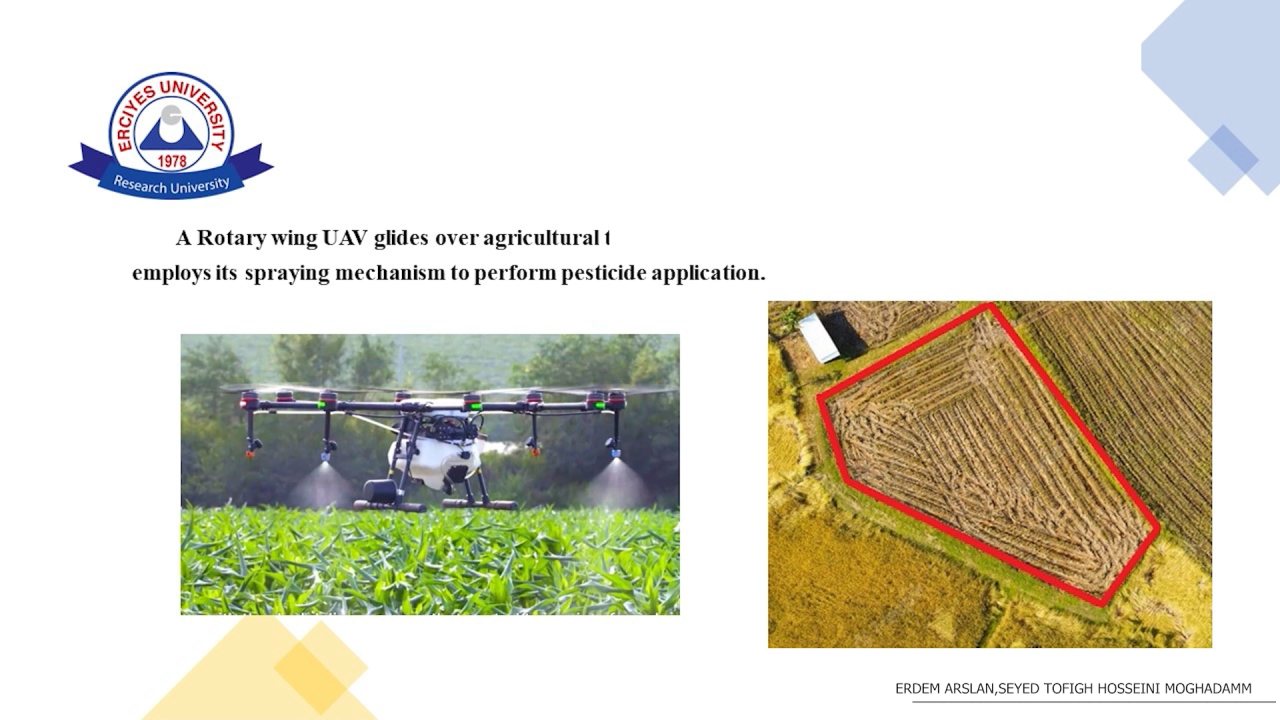 ERCIYES UNIVERSITY
1978
Research University
A Rotary wing UAV glides over agricultural t
employs its spraying mechanism to perform pesticide application.
ERDEM ARSLAN,SEYED TOFIGH HOSSEINI MOGHADAMM